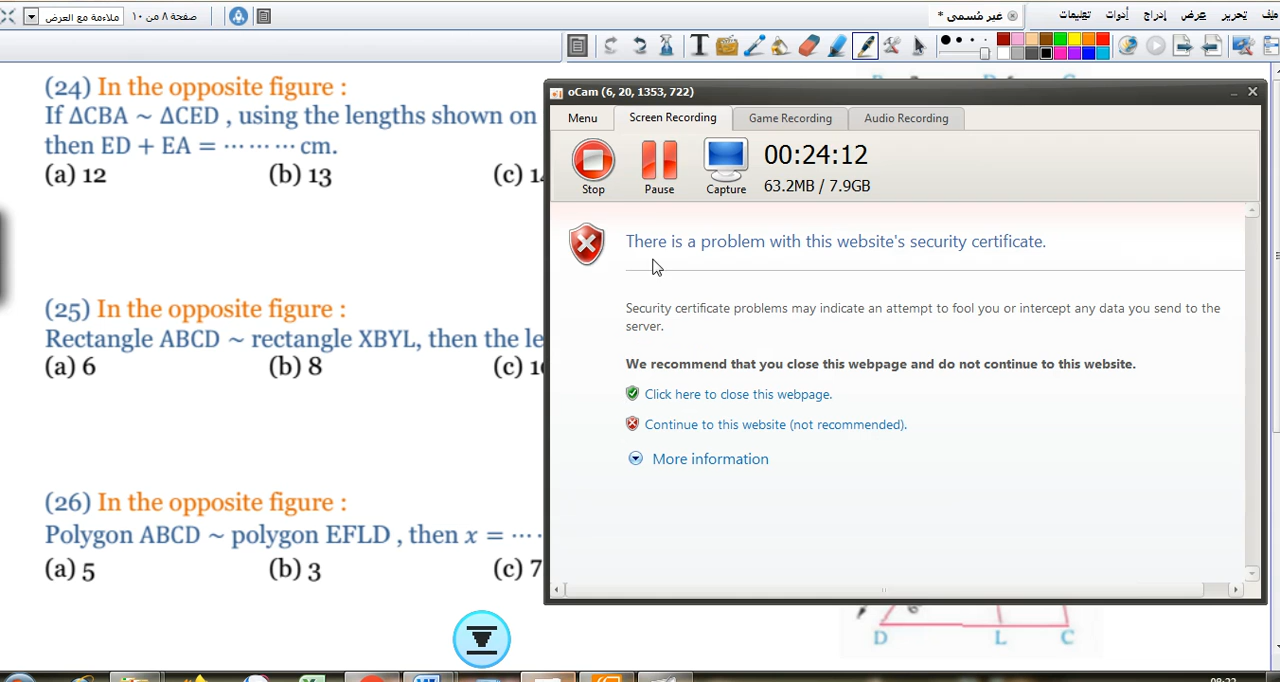 ملف تحرير عرض إدراج أدوات تعليمات
غير مُسمى *
صفحة ٨ من ١٠
ملاءمة مع العرض
(24) In the opposite figure :
If ΔCBA ~ ΔCED , using the lengths shown on
then ED + EA = ⋯ ⋯ ⋯ cm.
(a) 12 (b) 13 (c) 1
(25) In the opposite figure :
Rectangle ABCD ~ rectangle XBYL, then the le
(a) 6 (b) 8 (c) 1
(26) In the opposite figure :
Polygon ABCD ~ polygon EFLD , then x = ⋯ ·
(a) 5 (b) 3 (c) 7
oCam (6, 20, 1353, 722)
Menu Screen Recording Game Recording Audio Recording
00:24:12
63.2MB / 7.9GB
Stop Pause Capture
There is a problem with this website's security certificate.
Security certificate problems may indicate an attempt to fool you or intercept any data you send to the
server.
We recommend that you close this webpage and do not continue to this website.
Click here to close this webpage.
Continue to this website (not recommended).
More information
D L C